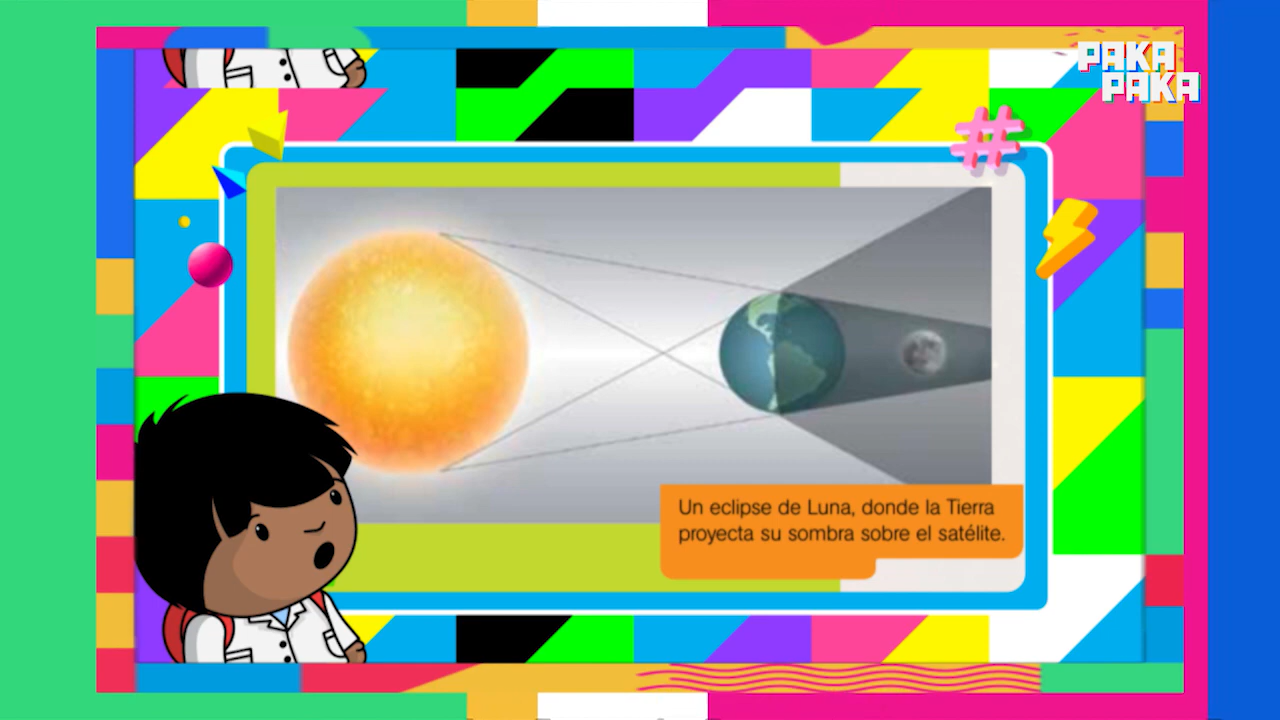 PAKA
PAKA
Un eclipse de Luna, donde la Tierra
proyecta su sombra sobre el satélite.